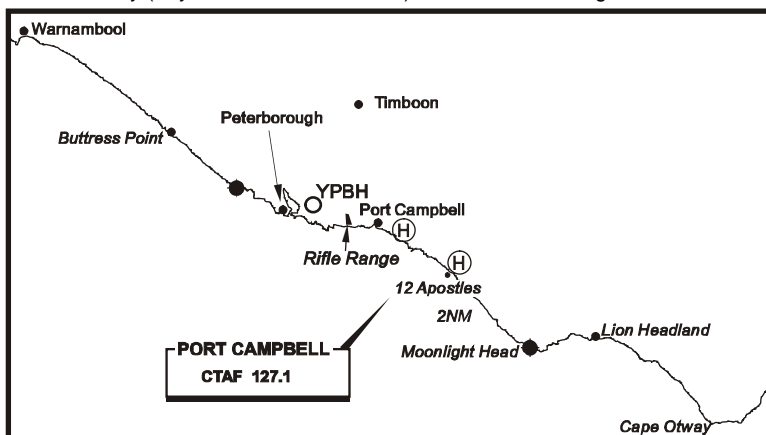 Warnambool
Timboon
Peterborough
Buttress Point
YPBH
Port Campbell
H
Rifle Range
H
12 Apostles
2NM
Lion Headland
PORT CAMPBELL
Moonlight Head
CTAF 127.1
Cape Otway